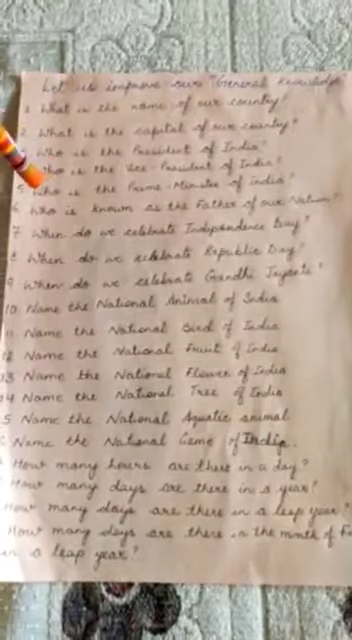 Let us improve our "General Knowledge"
1. What is the name of our country?
2. What is the capital of our country?
Who is the President of India?
Who is the Vice-President of India?
5 Who is the Prime-Minister of India?
6 Who is known as the Father of our Nation?
7 When do we celebrate Independence Day?
8 When do we celebrate Republic Day?
9 When do we celebrate Gandhi Jayanti?
10 Name the National Animal of India
11 Name the National Bird of India
12 Name the National Fruit of India
13 Name the National Flower of India
14 Name the National Tree of India
5 Name the National Aquatic animal
Name the National Game of India.
How many hours are there in a day?
How many days are there in a year?
How many days are there in a leap year?
How many days are there in the month of
in a leap year?